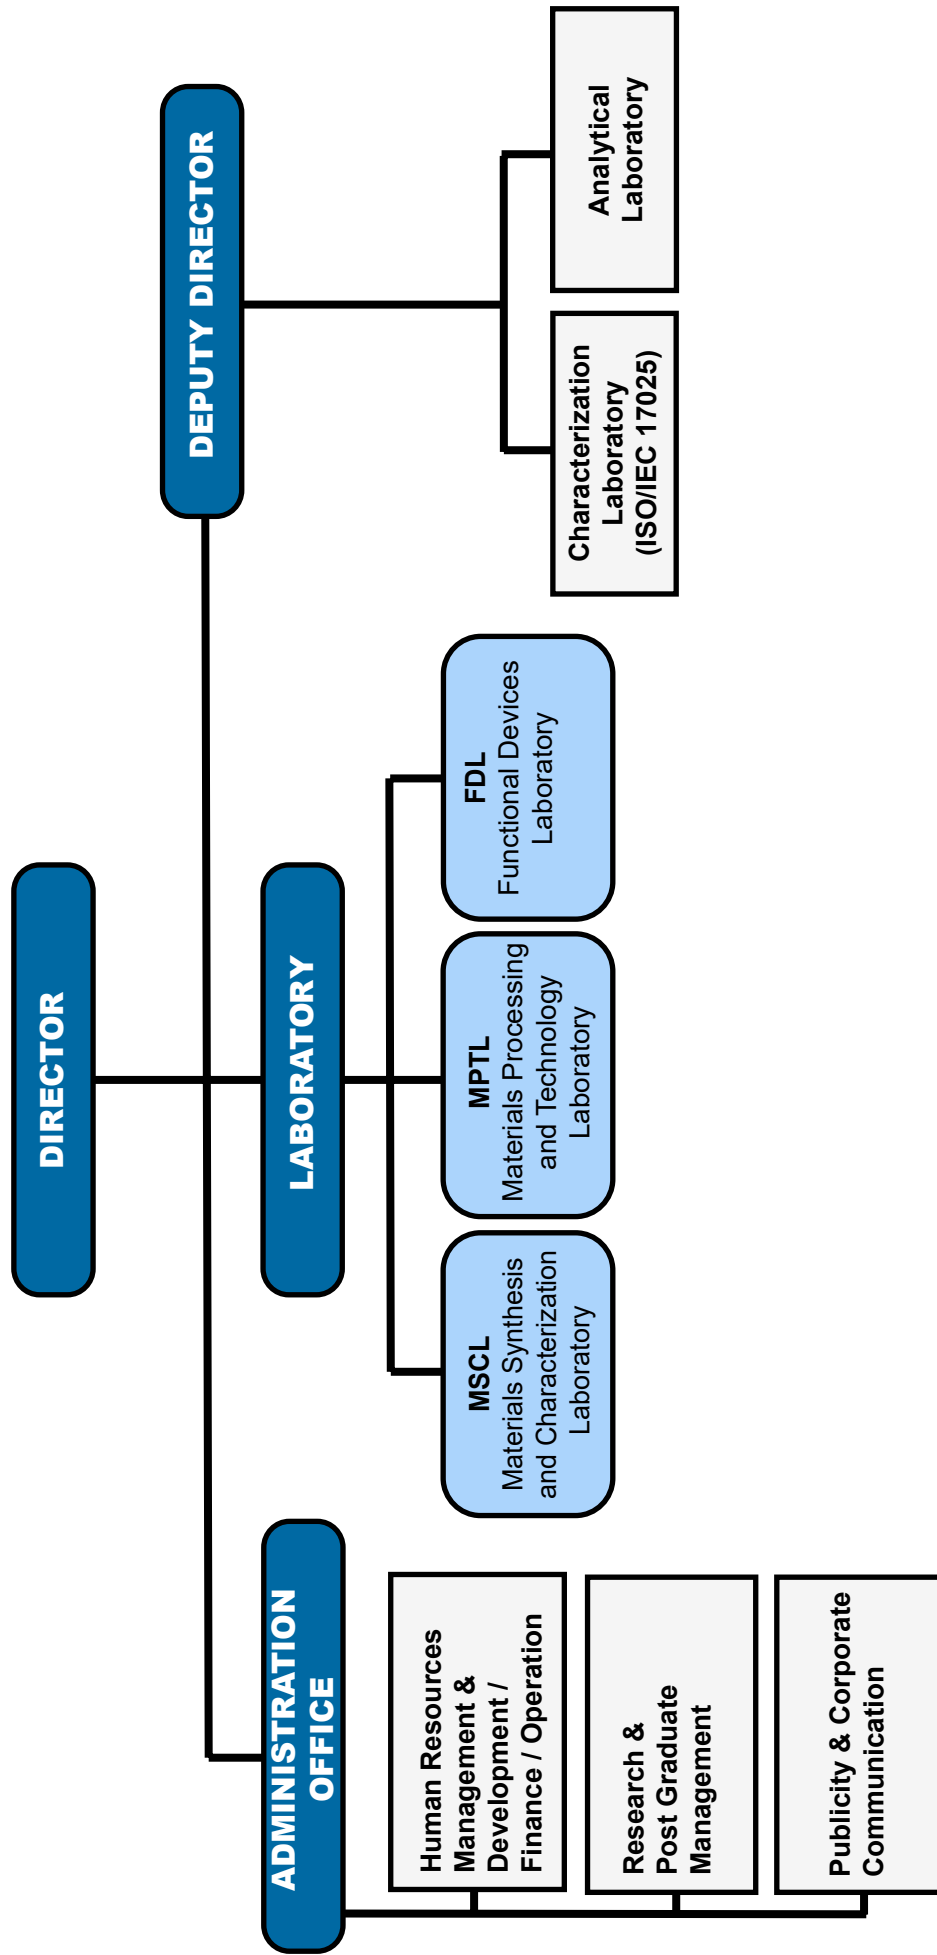 DIRECTOR
DEPUTY DIRECTOR
ADMINISTRATION
OFFICE
LABORATORY
Human Resources
Management &
Development /
Finance / Operation
Research &
Post Graduate
Management
Publicity & Corporate
Communication
MSCL
Materials Synthesis
and Characterization
Laboratory
MPTL
Materials Processing
and Technology
Laboratory
FDL
Functional Devices
Laboratory
Characterization
Laboratory
(ISO/IEC 17025)
Analytical
Laboratory